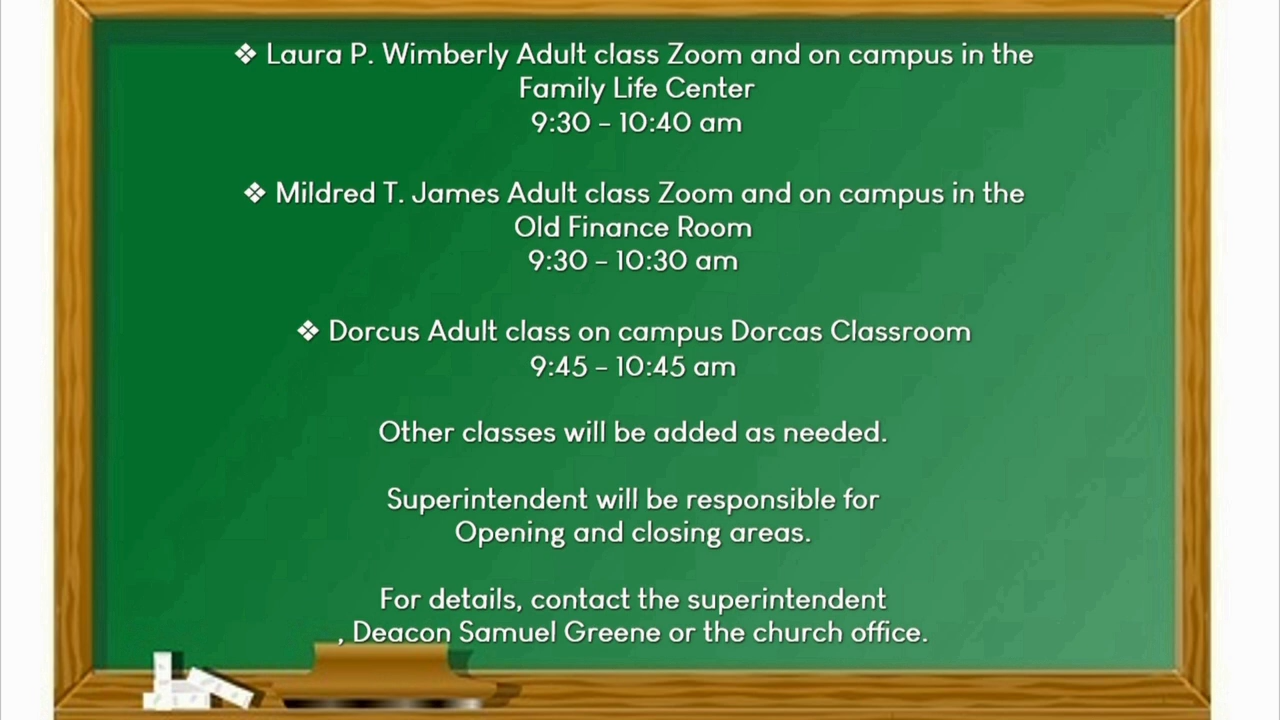 ❖ Laura P. Wimberly Adult class Zoom and on campus in the
Family Life Center
9:30 – 10:40 am
❖ Mildred T. James Adult class Zoom and on campus in the
Old Finance Room
9:30 – 10:30 am
❖ Dorcus Adult class on campus Dorcas Classroom
9:45 – 10:45 am
Other classes will be added as needed.
Superintendent will be responsible for
Opening and closing areas.
For details, contact the superintendent
, Deacon Samuel Greene or the church office.